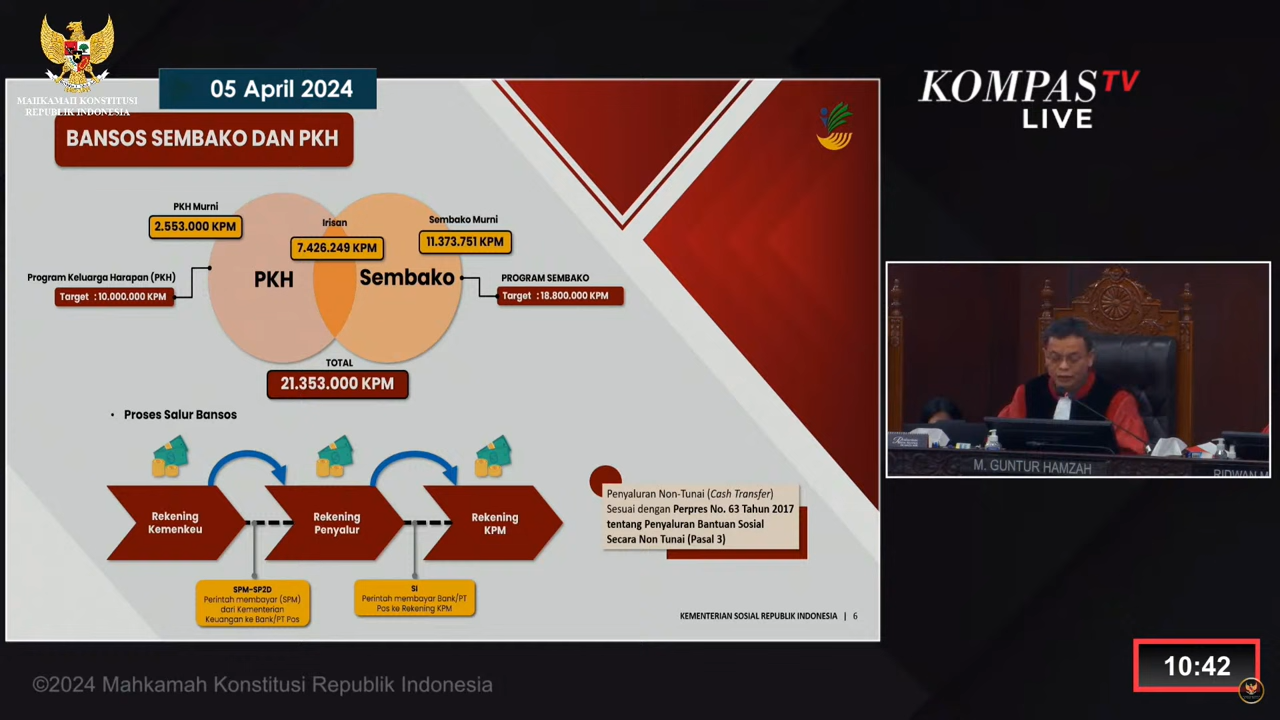 MAHKAMAH KONSTITUSI
REPUBLIK INDONESIA
05 April 2024
KOMPAS TV
LIVE
BANSOS SEMBAKO DAN PKH
PKH Murni
2.553.000 KPM
Irisan
7.426.249 KPM
Sembako Murni
11.373.751 KPM
Program Keluarga Harapan (PKH)
Target : 10.000.000 KPM
PKH
Sembako
PROGRAM SEMBAKO
Target : 18.800.000 KPM
TOTAL
21.353.000 KPM
• Proses Salur Bansos
Rekening
Kemenkeu
Rekening
Penyalur
Rekening
KPM
SPM-SP2D
Perintah membayar (SPM)
dari Kementerian
Keuangan ke Bank/PT Pos
SI
Perintah membayar Bank/PT
Pos ke Rekening KPM
Penyaluran Non-Tunai (Cash Transfer)
Sesuai dengan Perpres No. 63 Tahun 2017
tentang Penyaluran Bantuan Sosial
Secara Non Tunai (Pasal 3)
KEMENTERIAN SOSIAL REPUBLIK INDONESIA | 6
M. GUNTUR HAMZAH
RIDWAN M
10:42
©2024 Mahkamah Konstitusi Republik Indonesia